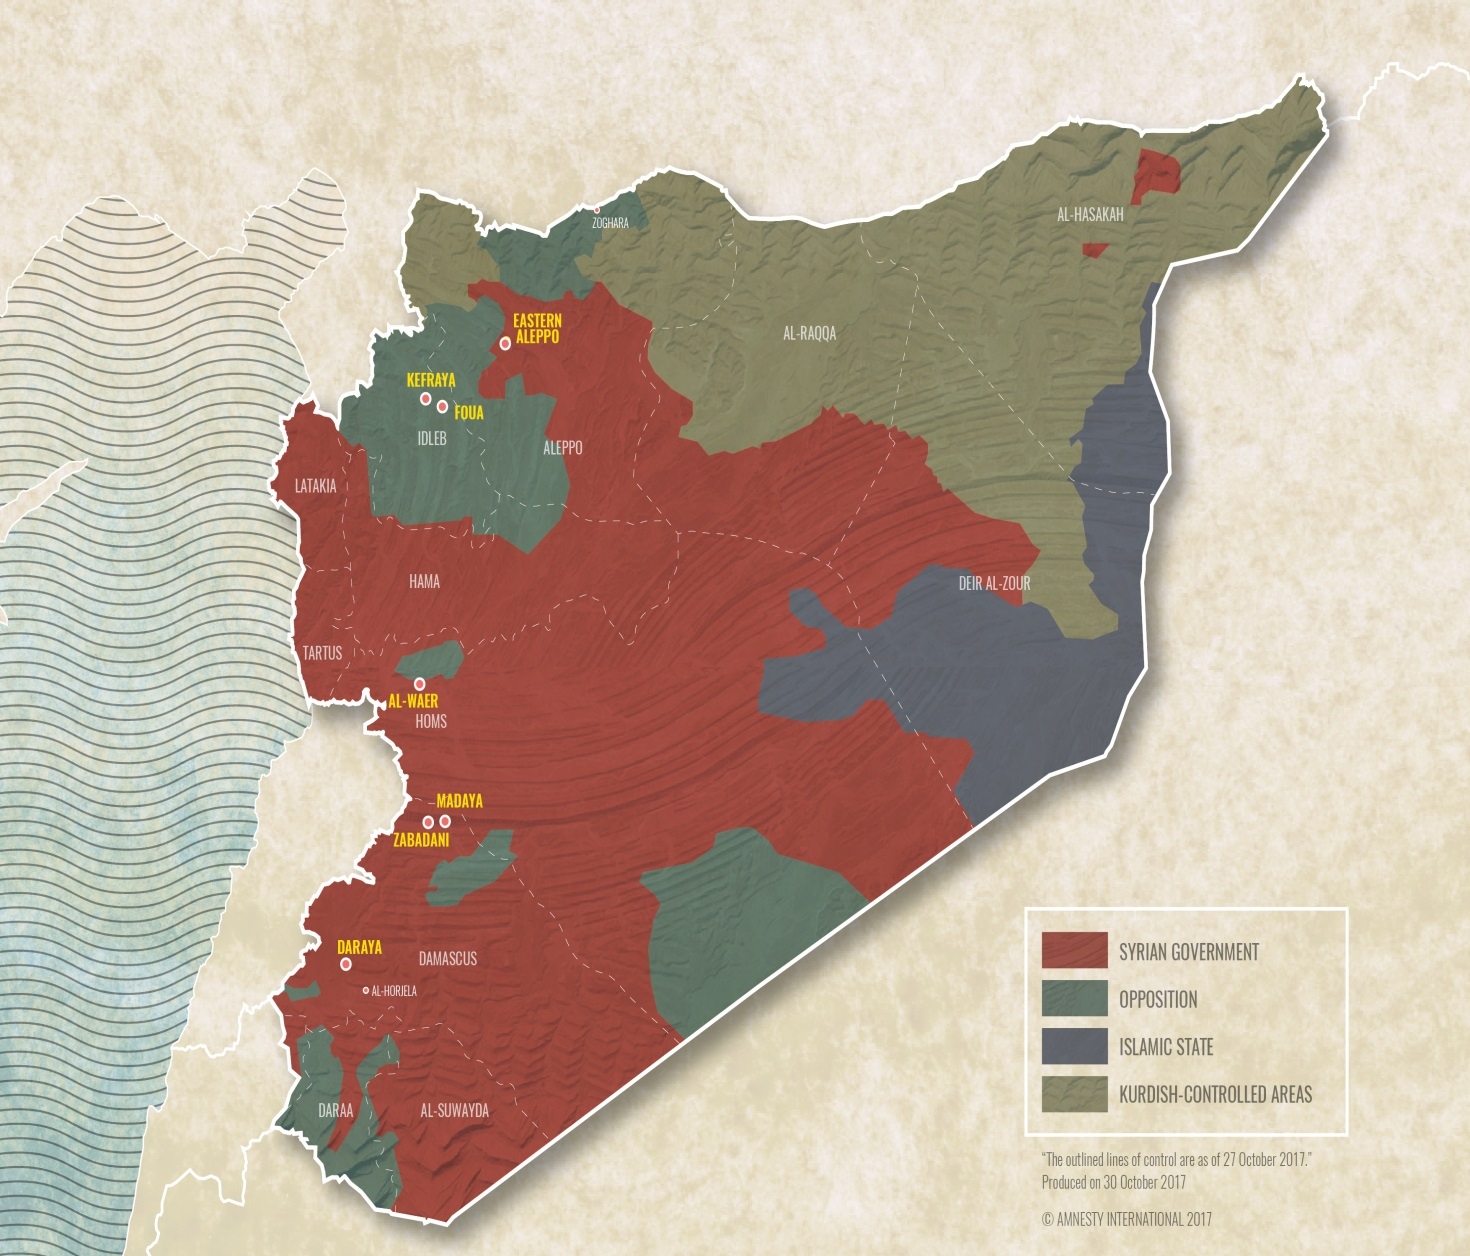 ZOGHARA
AL-HASAKAH
EASTERN
ALEPPO
AL-RAQQA
KEFRAYA
FOUA
IDLEB
ALEPPO
LATAKIA
HAMA
DEIR AL-ZOUR
TARTUS
AL-WAER
HOMS
MADAYA
ZABADANI
DARAYA
DAMASCUS
AL-HORJELA
DARAA
AL-SUWAYDA
SYRIAN GOVERNMENT
OPPOSITION
ISLAMIC STATE
KURDISH-CONTROLLED AREAS
“The outlined lines of control are as of 27 October 2017.”
Produced on 30 October 2017
© AMNESTY INTERNATIONAL 2017